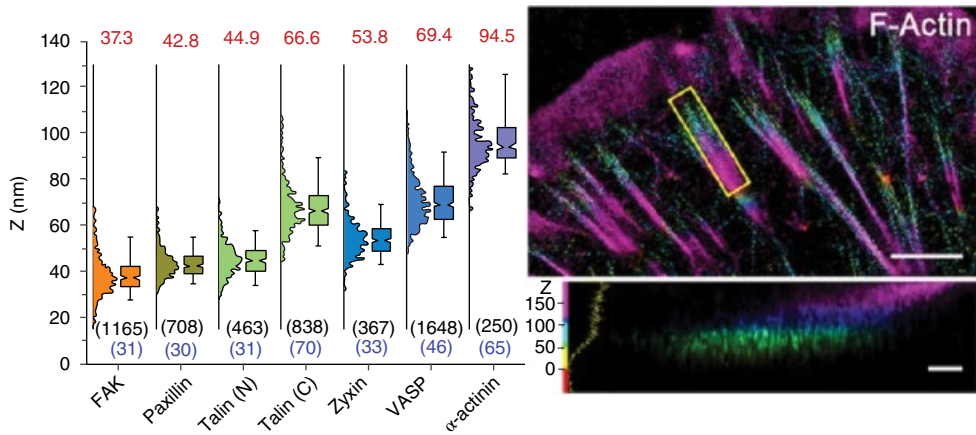 37.3 42.8 44.9 66.6 53.8 69.4 94.5
140
120
100
80
60
40
20
0
Z (nm)
(1165) (708) (463) (838) (367) (1648) (250)
(31) (30) (31) (70) (33) (46) (65)
FAK Paxillin Talin (N) Talin (C) Zyxin VASP α-actinin
F-Actin
Z
150
100
50
0